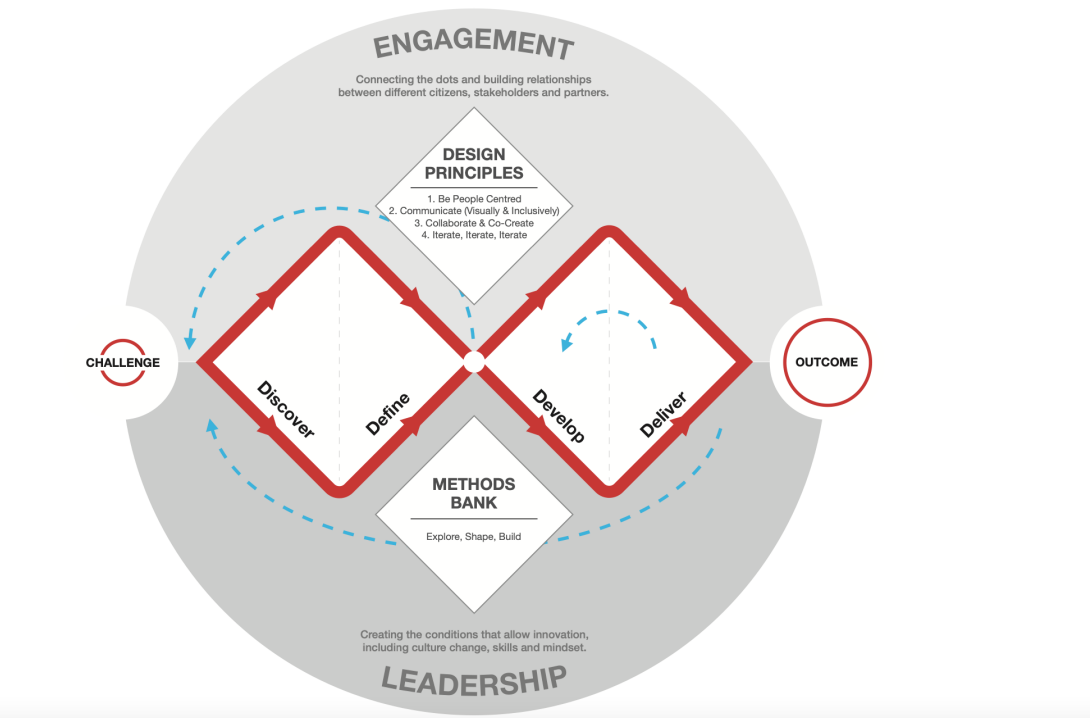 ENGAGEMENT
Connecting the dots and building relationships
between different citizens, stakeholders and partners.
DESIGN
PRINCIPLES
1. Be People Centred
2. Communicate (Visually & Inclusively)
3. Collaborate & Co-Create
4. Iterate, Iterate, Iterate
CHALLENGE
OUTCOME
Discover
Define
Develop
Deliver
METHODS
BANK
Explore, Shape, Build
Creating the conditions that allow innovation,
including culture change, skills and mindset.
LEADERSHIP